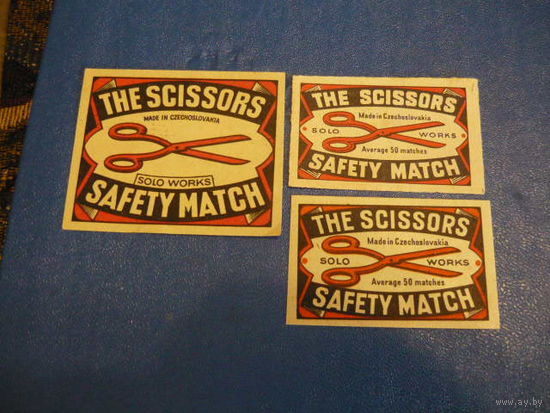 THE SCISSORS
MADE IN CZECHOSLOVAKIA
SOLO WORKS
SAFETY MATCH
THE SCISSORS
Made in Czechoslovakia
SOLO WORKS
Average 50 matches
SAFETY MATCH
THE SCISSORS
Made in Czechoslovakia
SOLO WORKS
Average 50 matches
SAFETY MATCH
www.ay.by